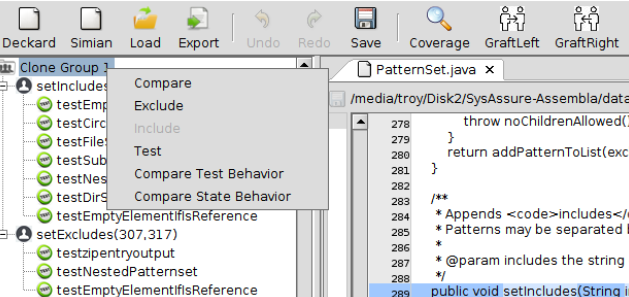 Deckard Simian Load Export Undo Redo Save Coverage GraftLeft GraftRight
Clone Group 1
setIncludes
testEmp
testCirc
testFileS
testSub
testNes
testDirS
testEmptyElementIfIsReference
setExcludes(307,317)
testzipentryoutput
testNestedPatternset
testEmptyElementIfIsReference
Compare
Exclude
Include
Test
Compare Test Behavior
Compare State Behavior
PatternSet.java ×
/media/troy/Disk2/SysAssure-Assembla/data
278 throw noChildrenAllowed()
279 }
280 return addPatternToList(exc
281 }
282
283 /**
284 * Appends <code>includes</
285 * Patterns may be separated b
286 *
287 * @param includes the string
288 */
289 public void setIncludes(String in